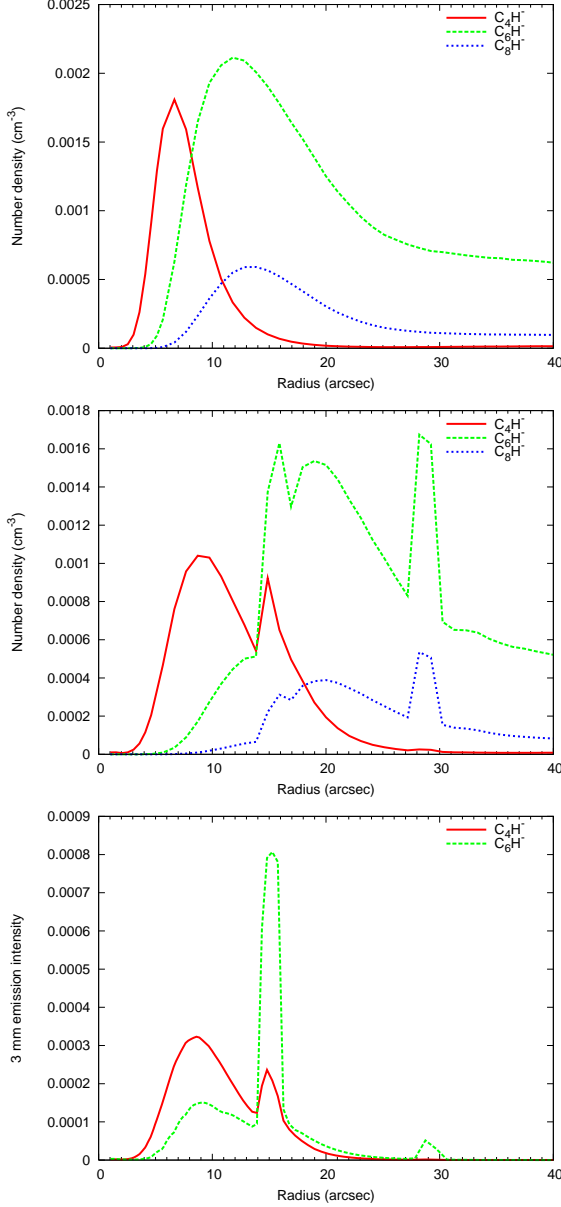 0.0025
0.002
0.0015
0.001
0.0005
0
0
10
20
30
40
Number density (cm⁻³)
Radius (arcsec)
C₄H⁻
C₆H⁻
C₈H⁻
0.0018
0.0016
0.0014
0.0012
0.001
0.0008
0.0006
0.0004
0.0002
0
0
10
20
30
40
Number density (cm⁻³)
Radius (arcsec)
C₄H⁻
C₆H⁻
C₈H⁻
0.0009
0.0008
0.0007
0.0006
0.0005
0.0004
0.0003
0.0002
0.0001
0
0
10
20
30
40
3 mm emission intensity
Radius (arcsec)
C₄H⁻
C₆H⁻